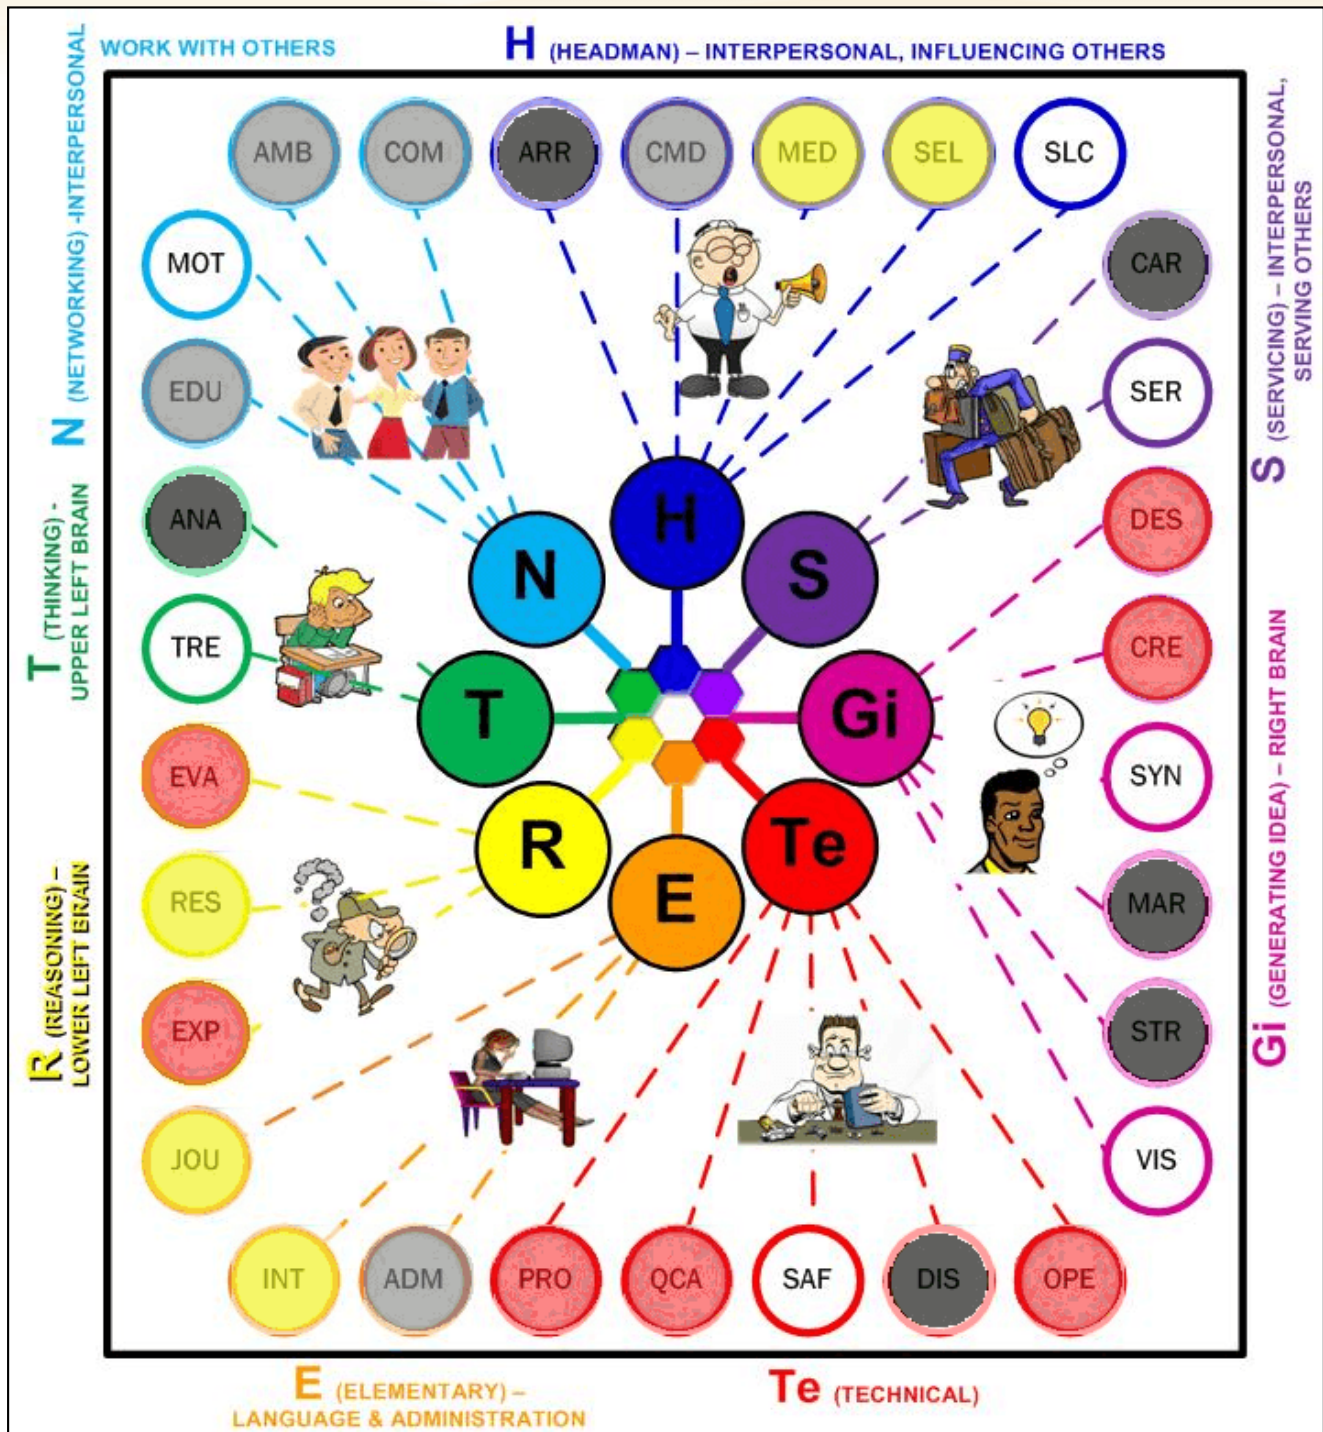 WORK WITH OTHERS
H (HEADMAN) – INTERPERSONAL, INFLUENCING OTHERS
N (NETWORKING) -INTERPERSONAL
T (THINKING) -
UPPER LEFT BRAIN
R (REASONING) –
LOWER LEFT BRAIN
AMB
COM
ARR
CMD
MED
SEL
SLC
MOT
EDU
ANA
TRE
EVA
RES
EXP
JOU
H
N
S
T
Gi
R
Te
E
CAR
SER
DES
CRE
SYN
MAR
STR
VIS
INT
ADM
PRO
QCA
SAF
DIS
OPE
S (SERVICING) – INTERPERSONAL,
SERVING OTHERS
Gi (GENERATING IDEA) – RIGHT BRAIN
E (ELEMENTARY) –
LANGUAGE & ADMINISTRATION
Te (TECHNICAL)